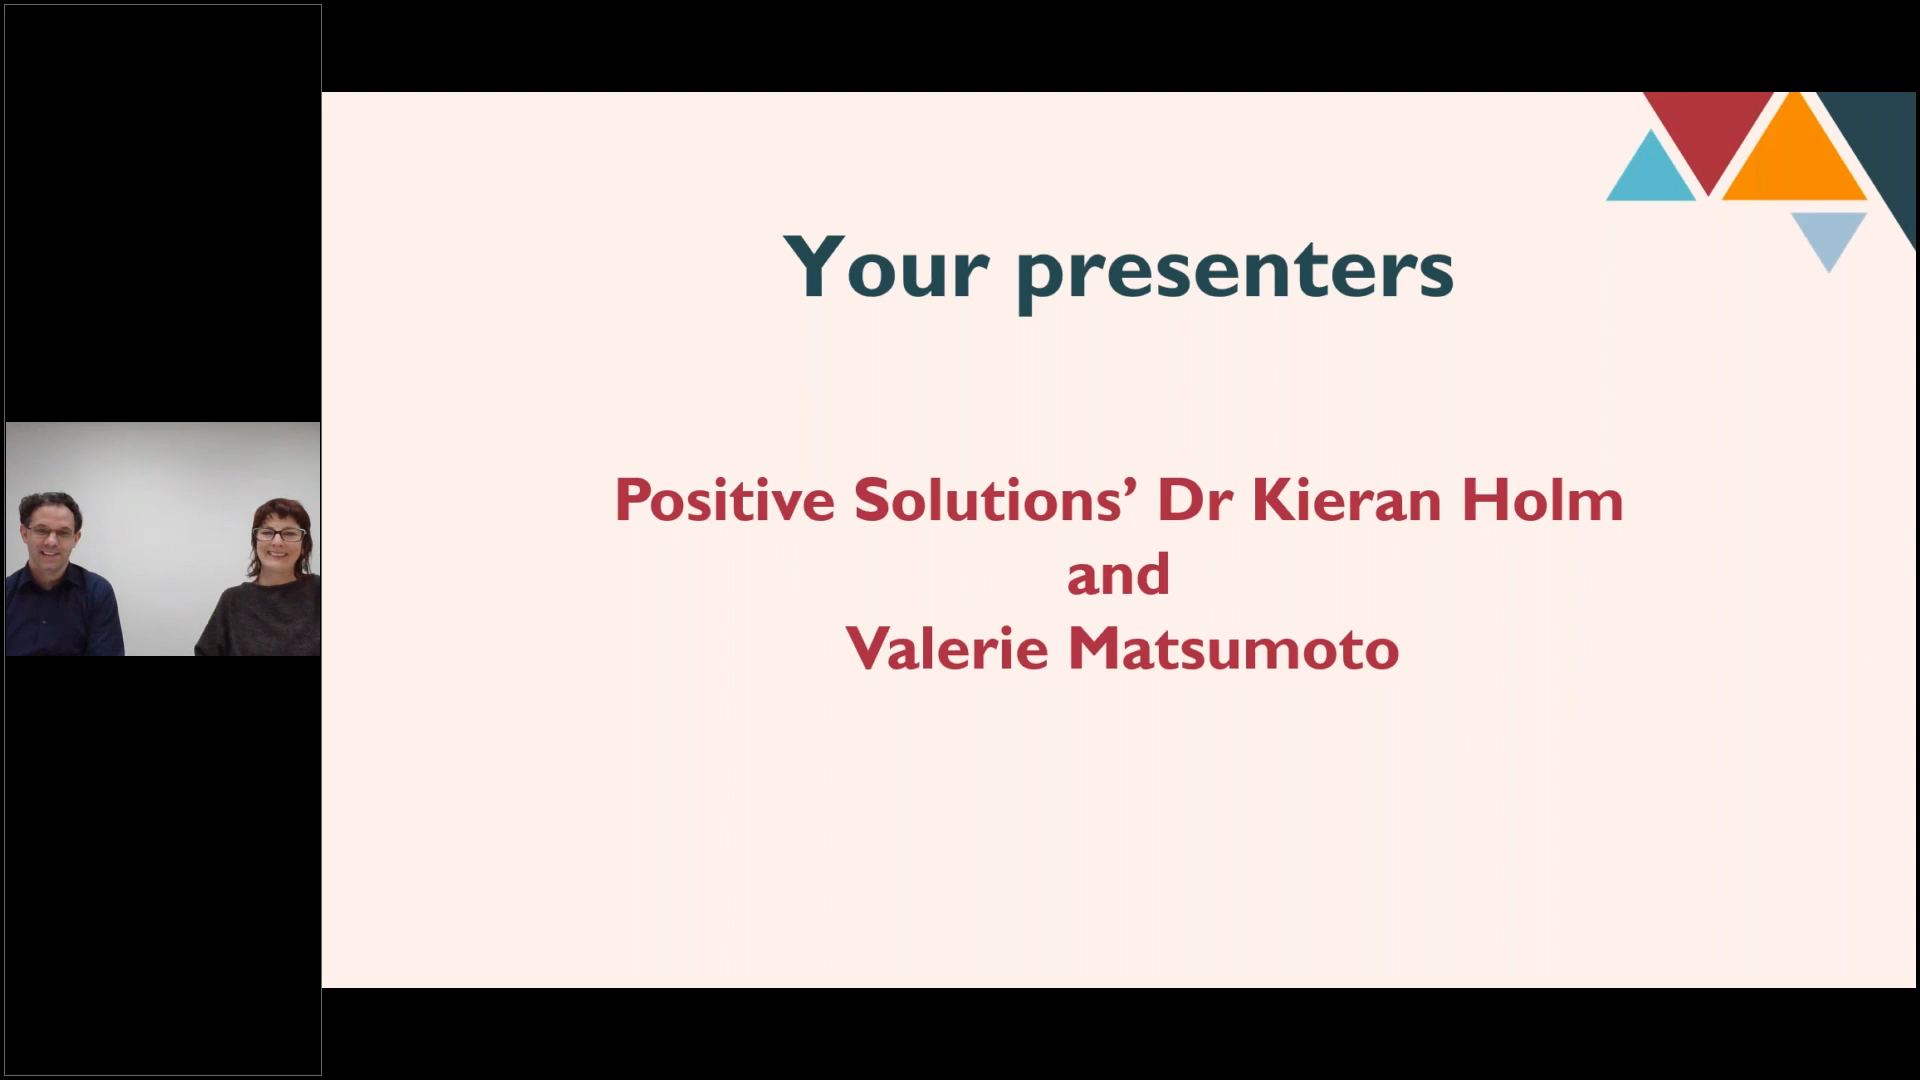 Your presenters
Positive Solutions’ Dr Kieran Holm
and
Valerie Matsumoto